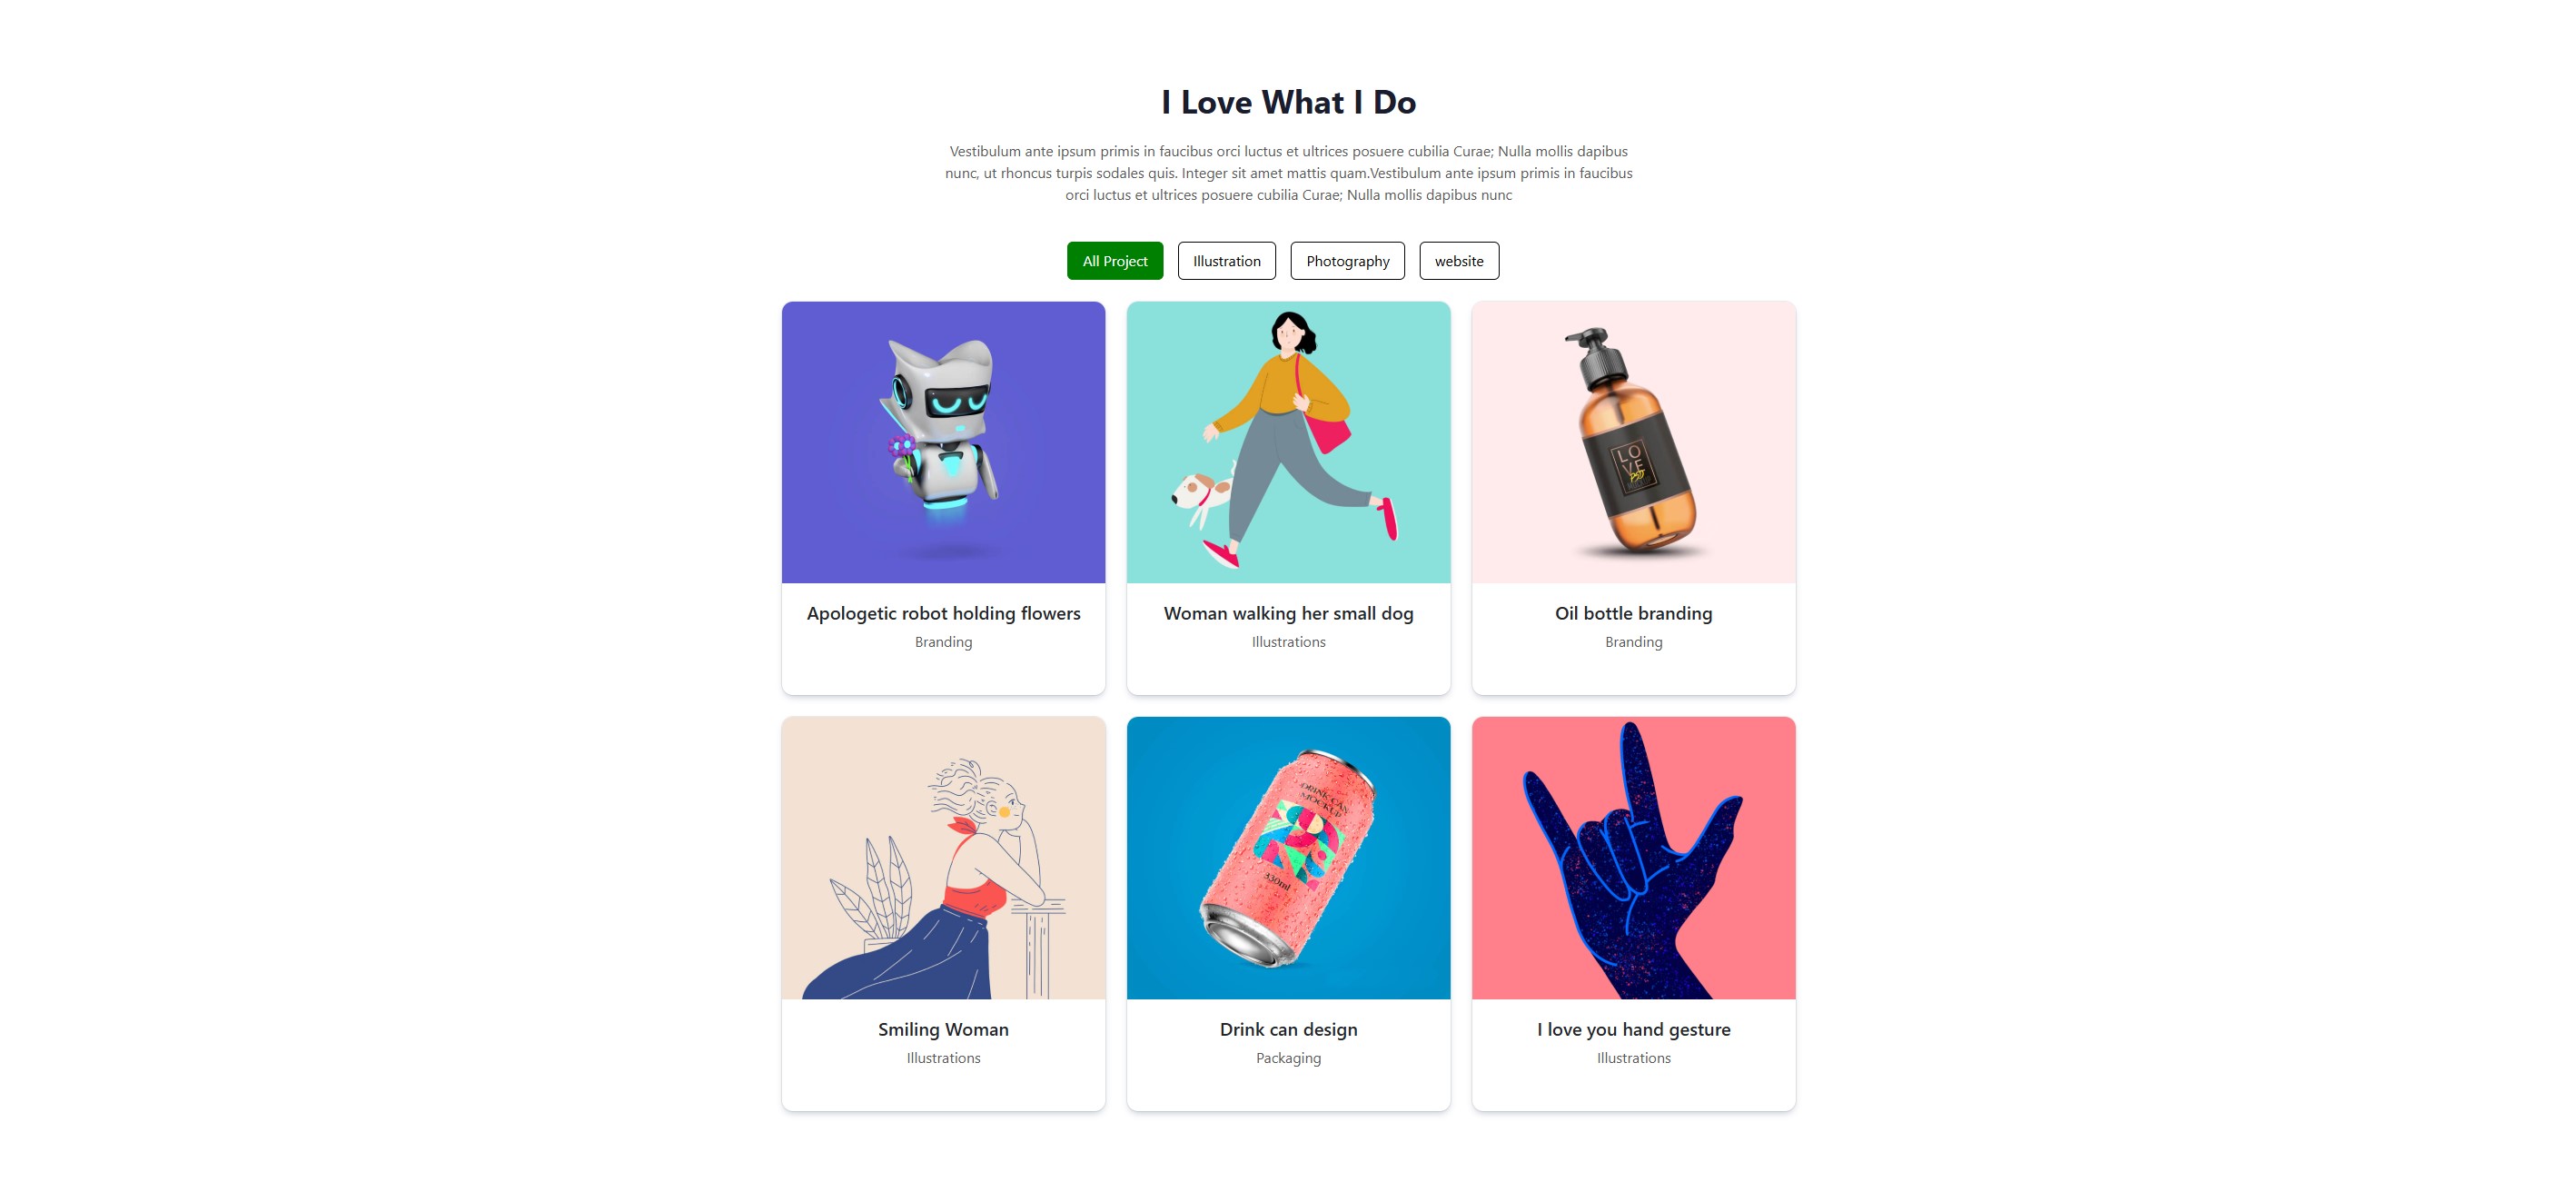 I Love What I Do
Vestibulum ante ipsum primis in faucibus orci luctus et ultrices posuere cubilia Curae; Nulla mollis dapibus
nunc, ut rhoncus turpis sodales quis. Integer sit amet mattis quam.Vestibulum ante ipsum primis in faucibus
orci luctus et ultrices posuere cubilia Curae; Nulla mollis dapibus nunc
All Project
Illustration
Photography
website
LO
VE
PSD
Apologetic robot holding flowers
Woman walking her small dog
Oil bottle branding
Branding
Illustrations
Branding
DRINK CAN
MOCKUP
330ml
Smiling Woman
Drink can design
I love you hand gesture
Illustrations
Packaging
Illustrations